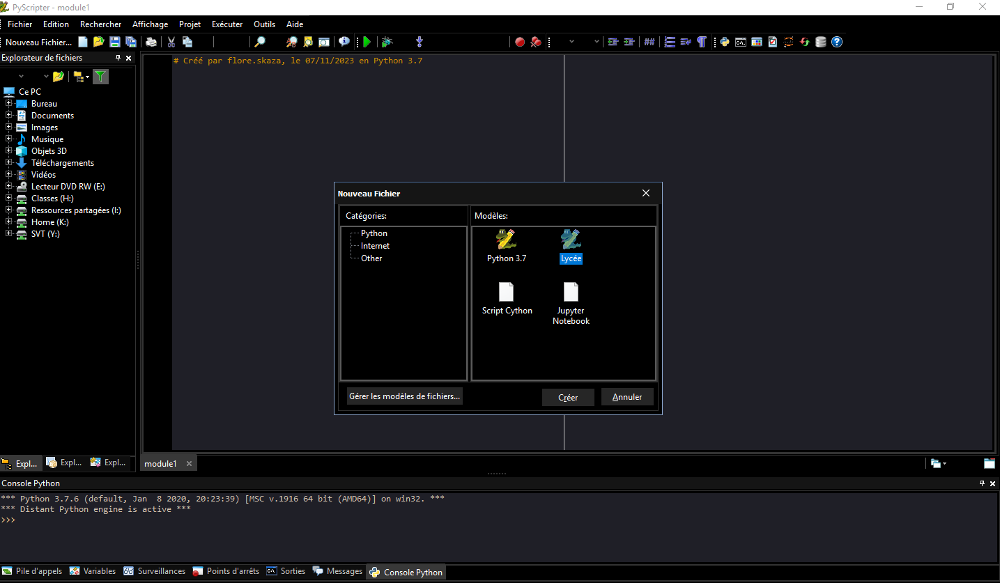 PyScripter - module1
Fichier Edition Rechercher Affichage Projet Exécuter Outils Aide
Nouveau Fichier...
Explorateur de fichiers
# Créé par flore.skaza, le 07/11/2023 en Python 3.7
Ce PC
Bureau
Documents
Images
Musique
Objets 3D
Téléchargements
Vidéos
Lecteur DVD RW (E:)
Classes (H:)
Ressources partagées (I:)
Home (K:)
SVT (Y:)
Nouveau Fichier
Catégories:
Python
Internet
Other
Modèles:
Python 3.7
Lycée
Script Cython
Jupyter
Notebook
Gérer les modèles de fichiers...
Créer
Annuler
Expl... Expl... Expl...
module1
Console Python
*** Python 3.7.6 (default, Jan  8 2020, 20:23:39) [MSC v.1916 64 bit (AMD64)] on win32. ***
*** Distant Python engine is active ***
>>>
Pile d'appels Variables Surveillances Points d'arrêts Sorties Messages Console Python